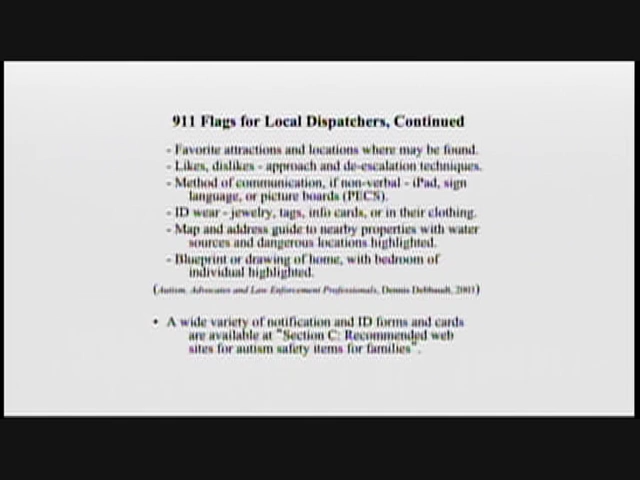 911 Flags for Local Dispatchers, Continued
- Favorite attractions and locations where may be found.
- Likes, dislikes - approach and de-escalation techniques.
- Method of communication, if non-verbal - iPad, sign
language, or picture boards (PECS).
- ID wear - jewelry, tags, info cards, or in their clothing.
- Map and address guide to nearby properties with water
sources and dangerous locations highlighted.
- Blueprint or drawing of home, with bedroom of
individual highlighted.
(Autism, Advocates and Law Enforcement Professionals, Dennis Debbaudt, 2001)
• A wide variety of notification and ID forms and cards
are available at "Section C: Recommended web
sites for autism safety items for families".